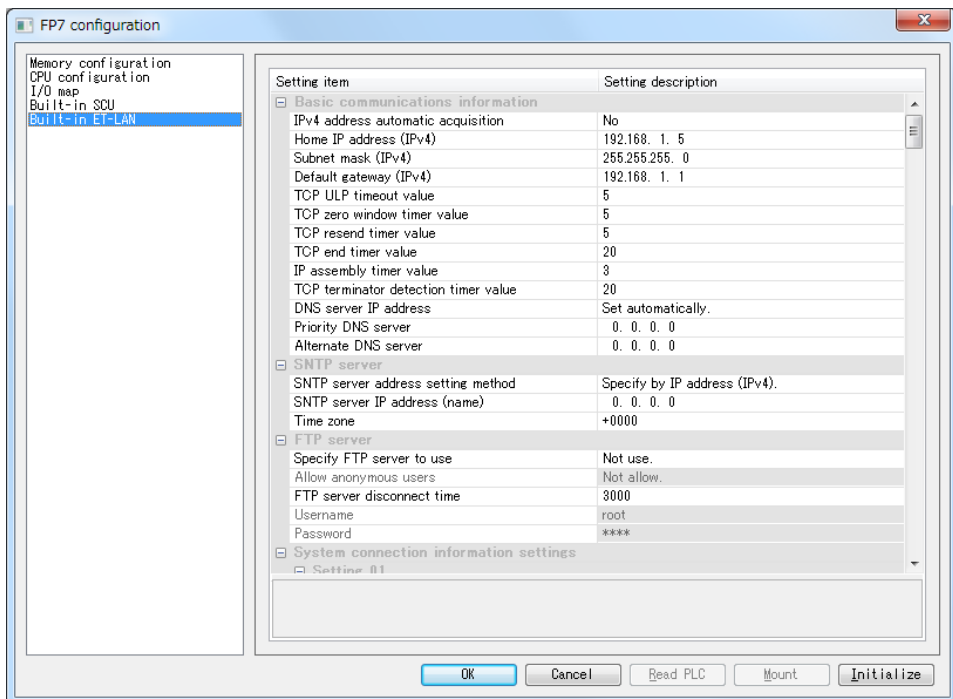 FP7 configuration
Memory configuration
CPU configuration
I/O map
Built-in SCU
Built-in ET-LAN
Setting item Setting description
Basic communications information
IPv4 address automatic acquisition No
Home IP address (IPv4) 192.168. 1. 5
Subnet mask (IPv4) 255.255.255. 0
Default gateway (IPv4) 192.168. 1. 1
TCP ULP timeout value 5
TCP zero window timer value 5
TCP resend timer value 5
TCP end timer value 20
IP assembly timer value 3
TCP terminator detection timer value 20
DNS server IP address Set automatically.
Priority DNS server 0. 0. 0. 0
Alternate DNS server 0. 0. 0. 0
SNTP server
SNTP server address setting method Specify by IP address (IPv4).
SNTP server IP address (name) 0. 0. 0. 0
Time zone +0000
FTP server
Specify FTP server to use Not use.
Allow anonymous users Not allow.
FTP server disconnect time 3000
Username root
Password ****
System connection information settings
Setting 01
OK Cancel Read PLC Mount Initialize